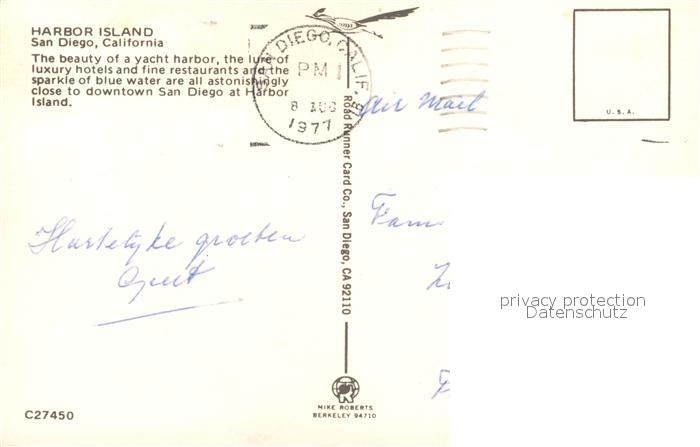 HARBOR ISLAND
San Diego, California
The beauty of a yacht harbor, the lure of
luxury hotels and fine restaurants and the
sparkle of blue water are all astonishingly
close to downtown San Diego at Harbor
Island.
SAN DIEGO, CALIF.
PM
8 AUG
1977
U.S.A.
Air Mail
Road Runner Card Co., San Diego, CA 92110
Fam
Hartelijke groeten
privacy protection
Datenschutz
MIKE ROBERTS
BERKELEY 94710
C27450